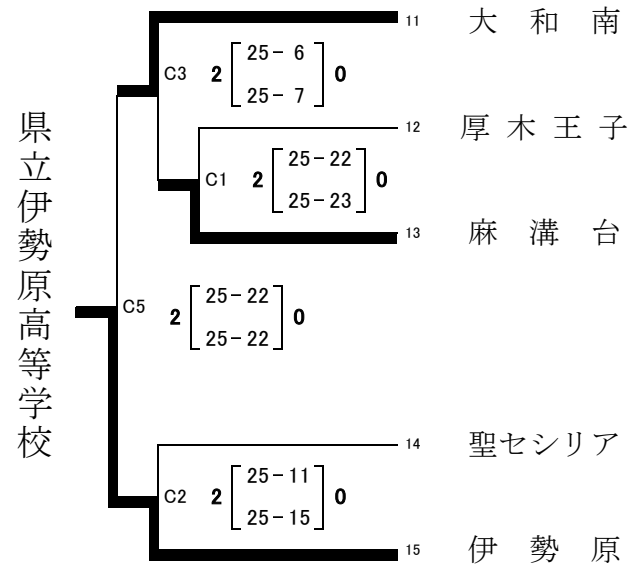 県立伊勢原高等学校
11 大和南
C3 2 25-6 0
25-7
12 厚木王子
C1 2 25-22 0
25-23
13 麻溝台
C5 2 25-22 0
25-22
14 聖セシリア
C2 2 25-11 0
25-15
15 伊勢原